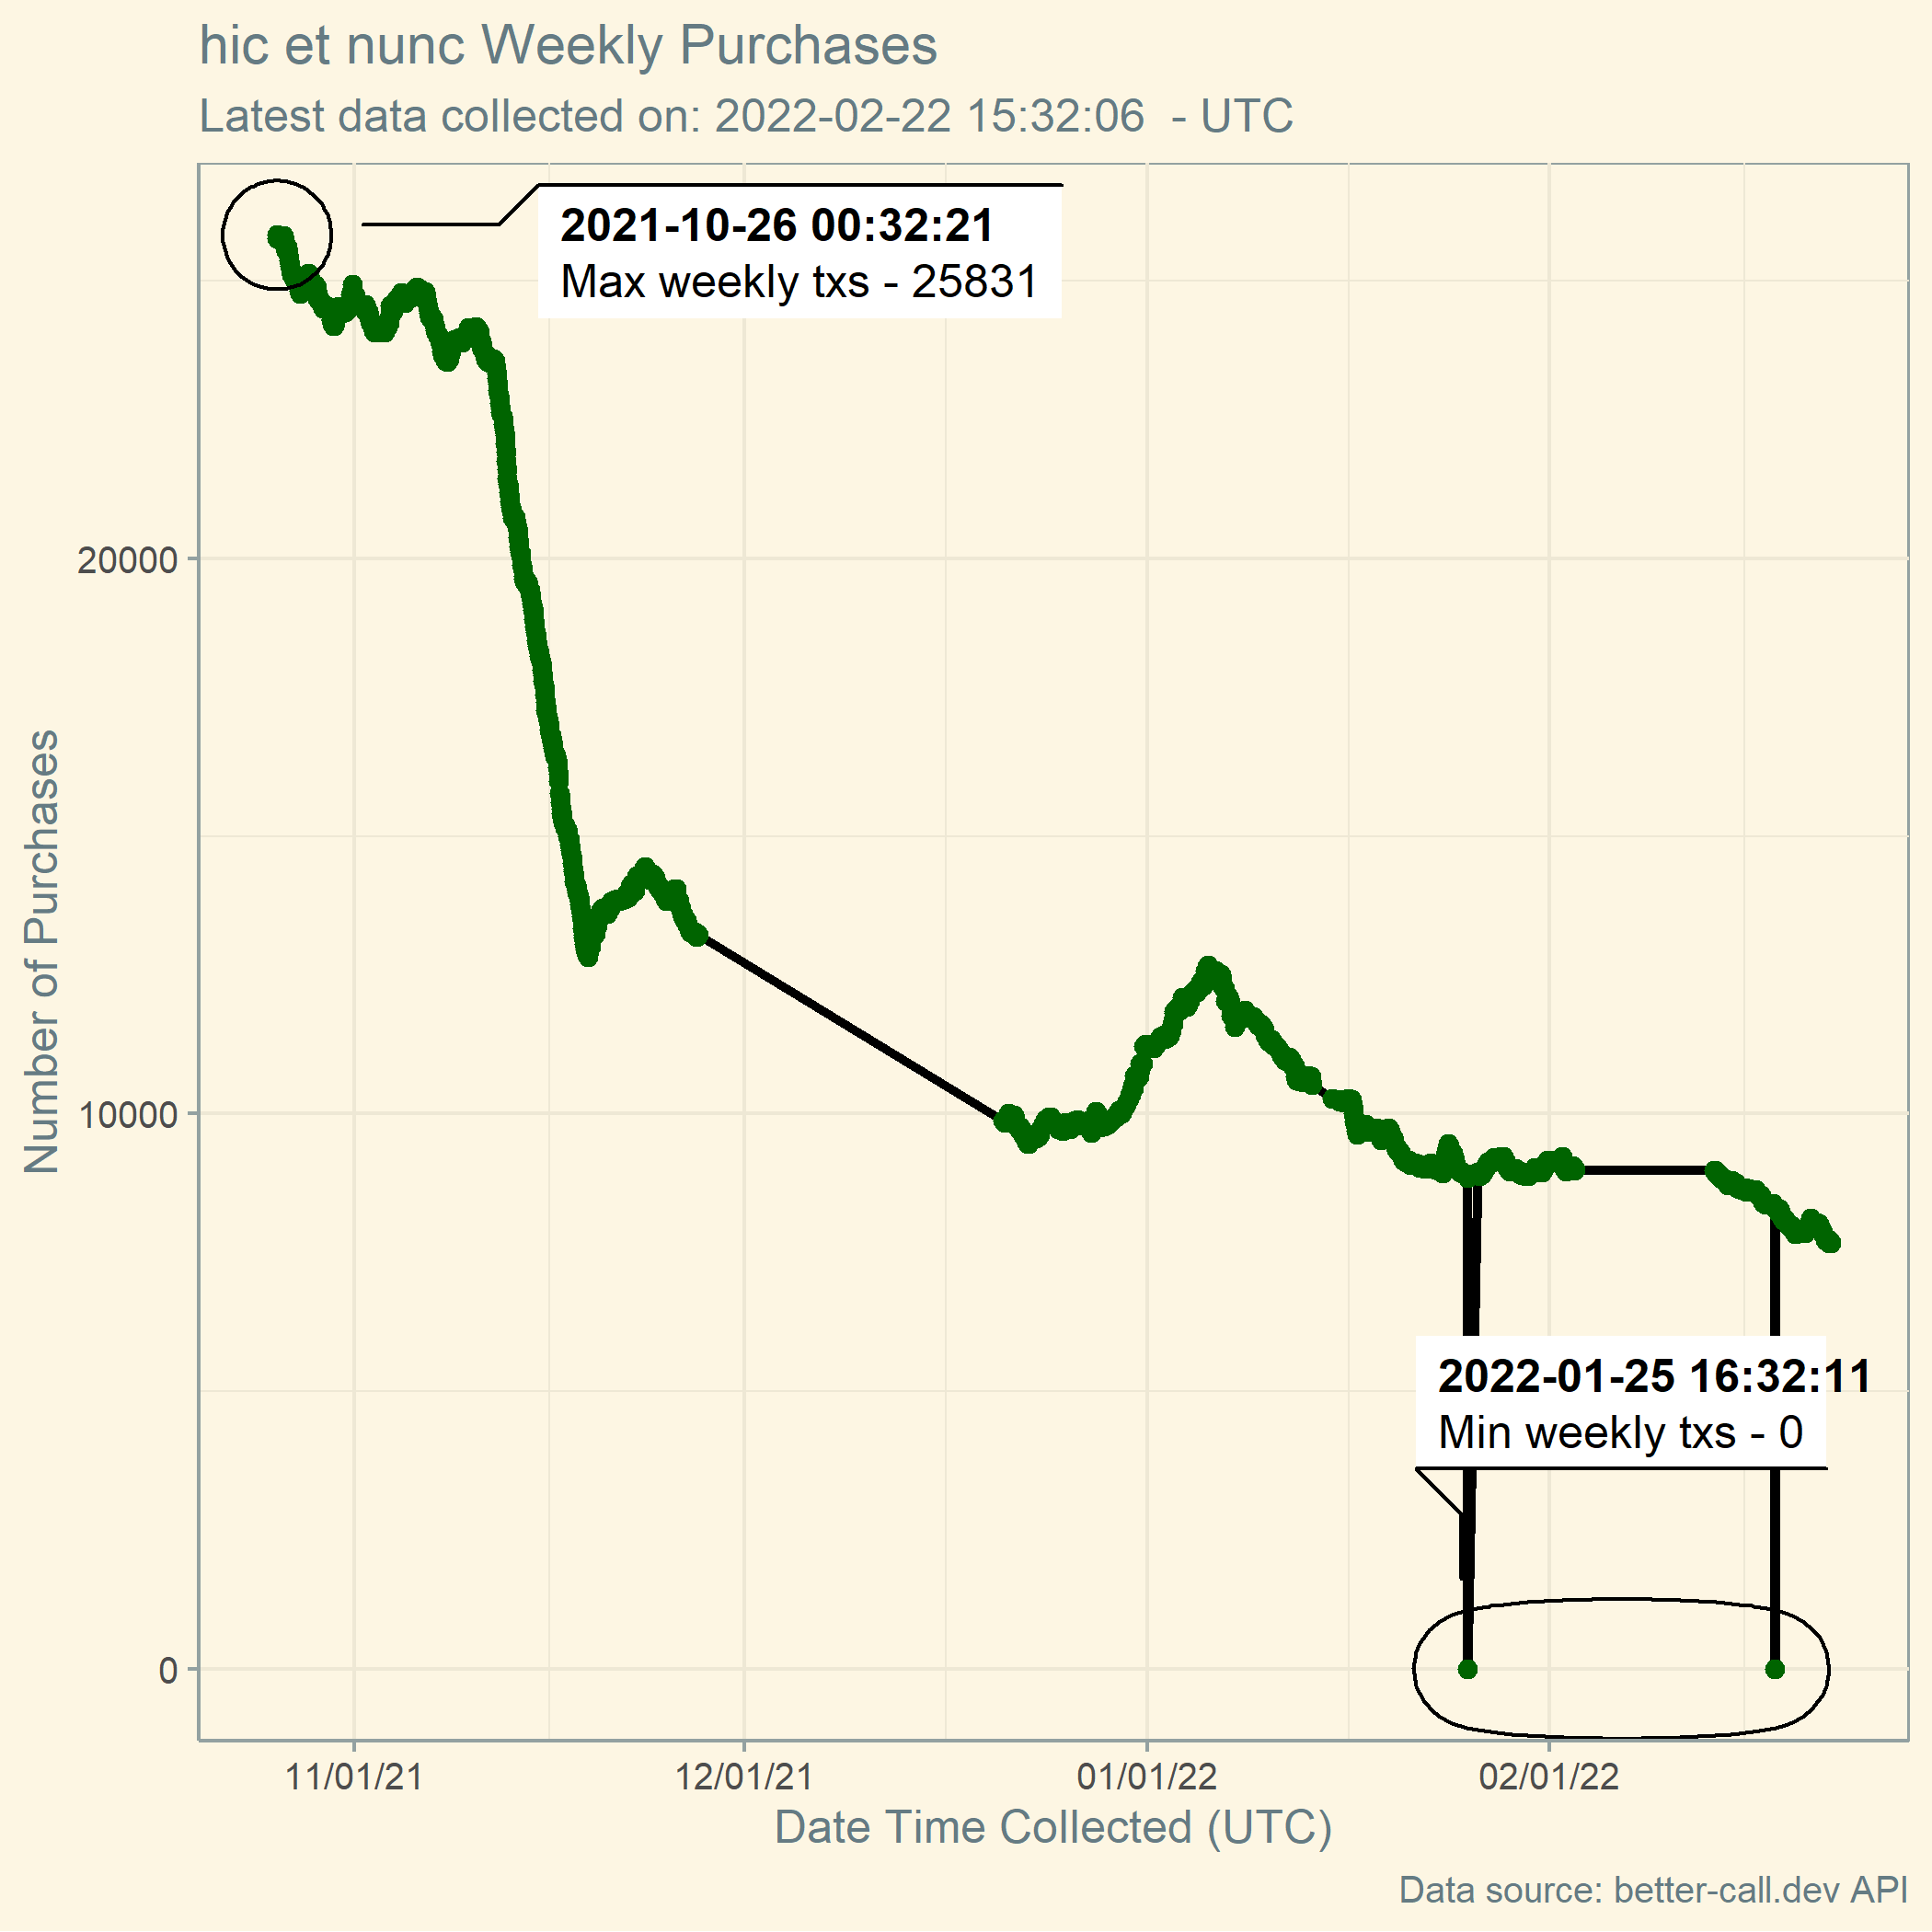 hic et nunc Weekly Purchases
Latest data collected on: 2022-02-22 15:32:06  - UTC
2021-10-26 00:32:21
Max weekly txs - 25831
20000
10000
0
Number of Purchases
2022-01-25 16:32:11
Min weekly txs - 0
11/01/21
12/01/21
01/01/22
02/01/22
Date Time Collected (UTC)
Data source: better-call.dev API